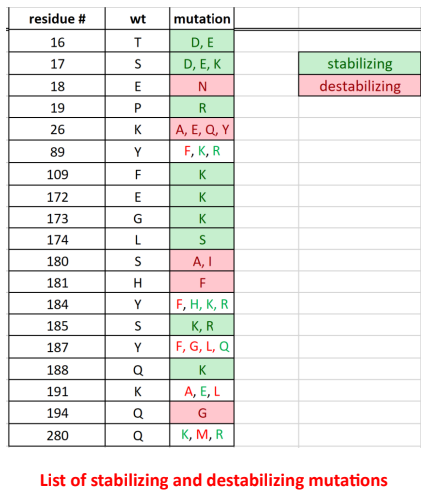 residue # wt mutation
16 T D, E
17 S D, E, K stabilizing
18 E N destabilizing
19 P R
26 K A, E, Q, Y
89 Y F, K, R
109 F K
172 E K
173 G K
174 L S
180 S A, I
181 H F
184 Y F, H, K, R
185 S K, R
187 Y F, G, L, Q
188 Q K
191 K A, E, L
194 Q G
280 Q K, M, R
List of stabilizing and destabilizing mutations